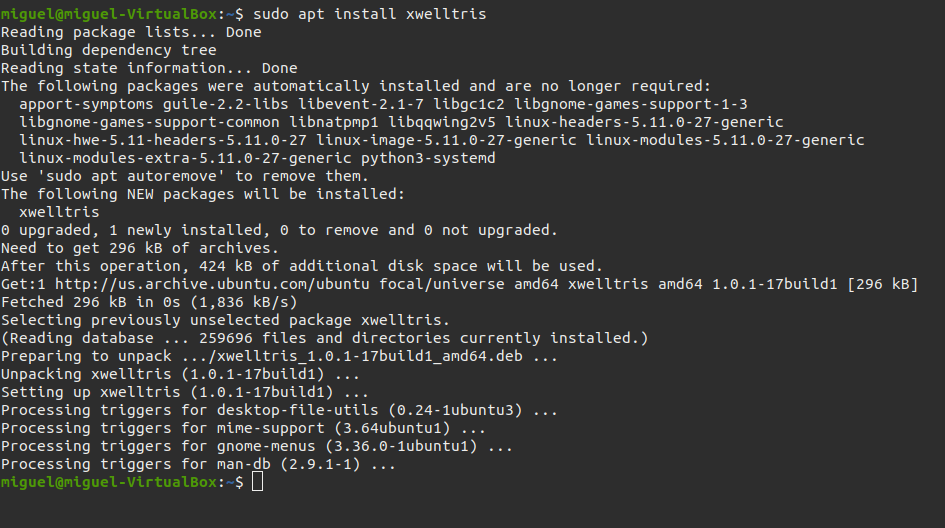 miguel@miguel-VirtualBox:~$ sudo apt install xwelltris
Reading package lists... Done
Building dependency tree
Reading state information... Done
The following packages were automatically installed and are no longer required:
  apport-symptoms guile-2.2-libs libevent-2.1-7 libgc1c2 libgnome-games-support-1-3
  libgnome-games-support-common libnatpmp1 libqqwing2v5 linux-headers-5.11.0-27-generic
  linux-hwe-5.11-headers-5.11.0-27 linux-image-5.11.0-27-generic linux-modules-5.11.0-27-generic
  linux-modules-extra-5.11.0-27-generic python3-systemd
Use 'sudo apt autoremove' to remove them.
The following NEW packages will be installed:
  xwelltris
0 upgraded, 1 newly installed, 0 to remove and 0 not upgraded.
Need to get 296 kB of archives.
After this operation, 424 kB of additional disk space will be used.
Get:1 http://us.archive.ubuntu.com/ubuntu focal/universe amd64 xwelltris amd64 1.0.1-17build1 [296 kB]
Fetched 296 kB in 0s (1,836 kB/s)
Selecting previously unselected package xwelltris.
(Reading database ... 259696 files and directories currently installed.)
Preparing to unpack .../xwelltris_1.0.1-17build1_amd64.deb ...
Unpacking xwelltris (1.0.1-17build1) ...
Setting up xwelltris (1.0.1-17build1) ...
Processing triggers for desktop-file-utils (0.24-1ubuntu3) ...
Processing triggers for mime-support (3.64ubuntu1) ...
Processing triggers for gnome-menus (3.36.0-1ubuntu1) ...
Processing triggers for man-db (2.9.1-1) ...
miguel@miguel-VirtualBox:~$